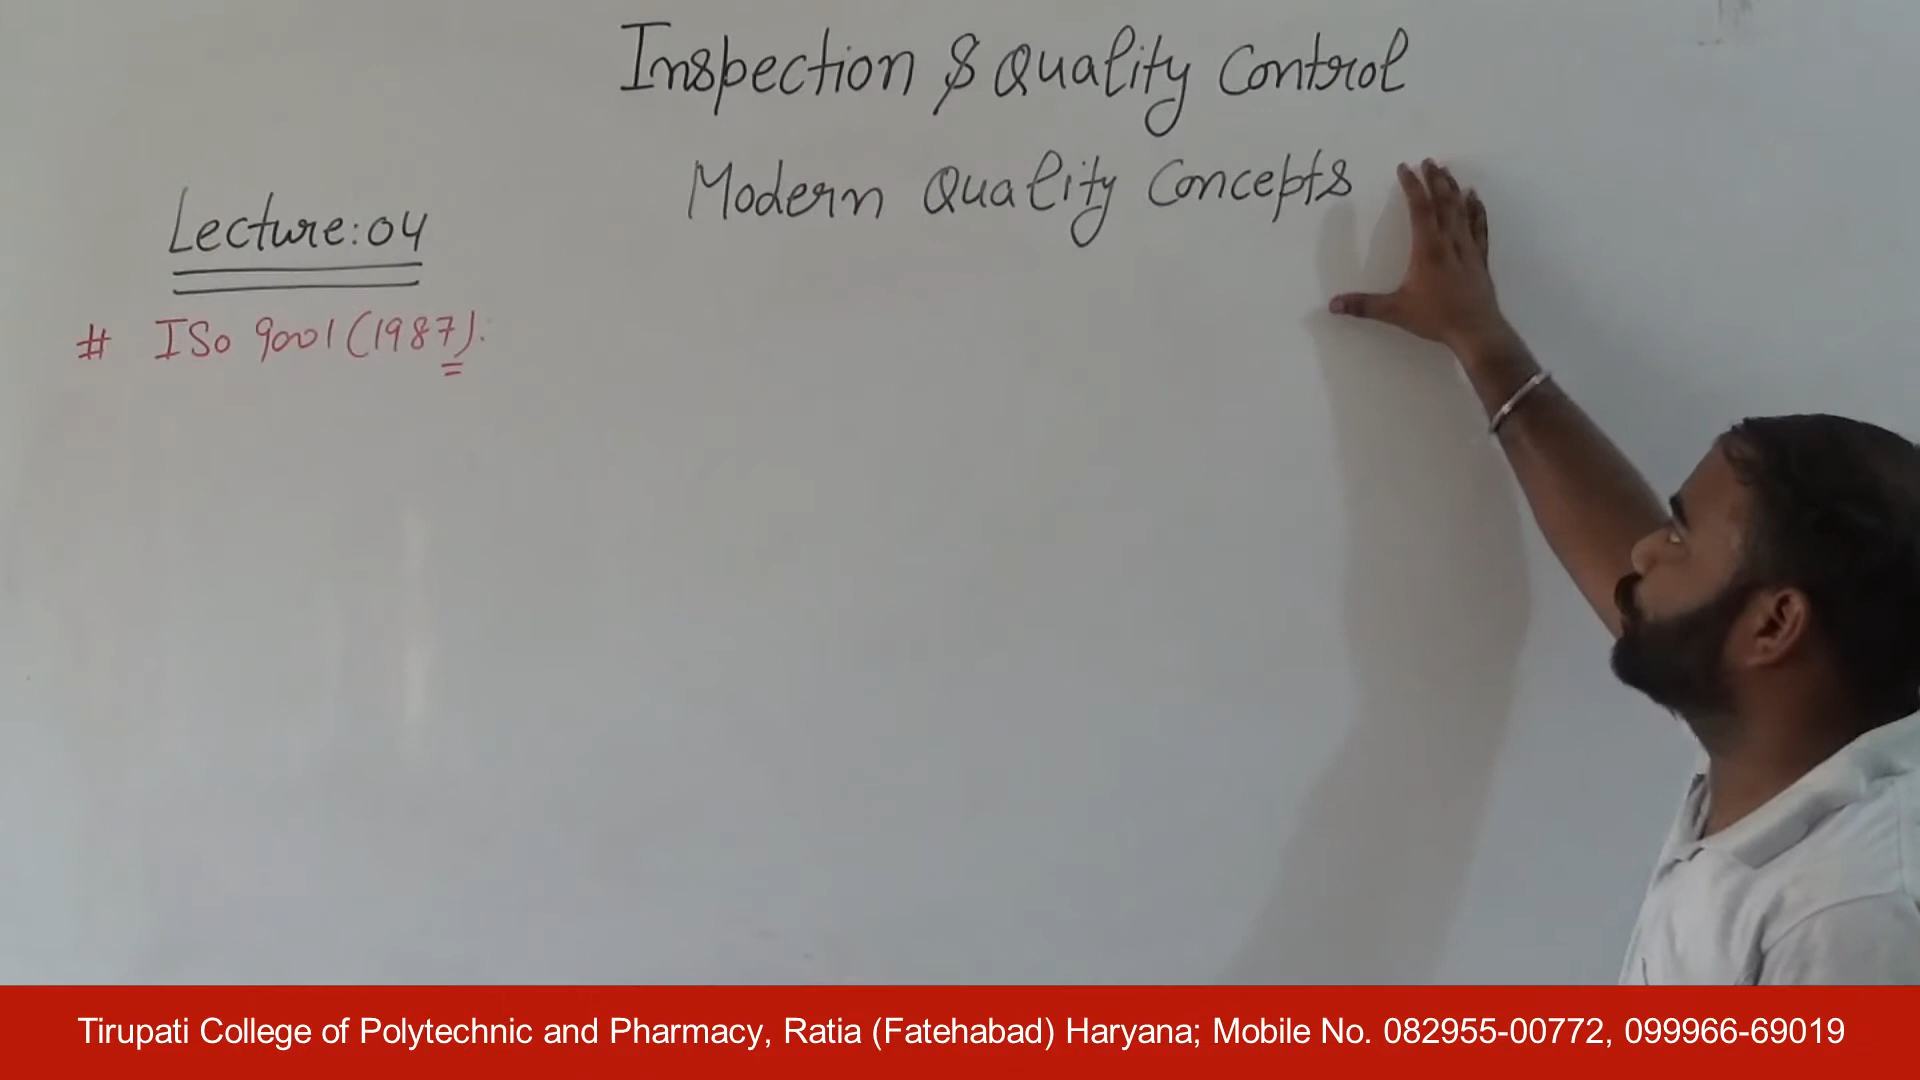 Inspection & Quality Control
Modern Quality Concepts
Lecture:04
# ISo 9001 (1987):
Tirupati College of Polytechnic and Pharmacy, Ratia (Fatehabad) Haryana; Mobile No. 082955-00772, 099966-69019